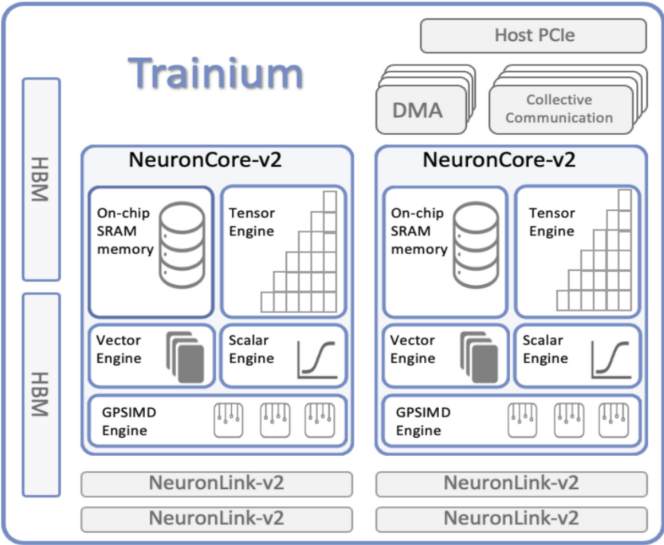 Host PCIe
Trainium
DMA
Collective
Communication
HBM
HBM
NeuronCore-v2
On-chip
SRAM
memory
Tensor
Engine
Vector
Engine
Scalar
Engine
GPSIMD
Engine
NeuronCore-v2
On-chip
SRAM
memory
Tensor
Engine
Vector
Engine
Scalar
Engine
GPSIMD
Engine
NeuronLink-v2
NeuronLink-v2
NeuronLink-v2
NeuronLink-v2